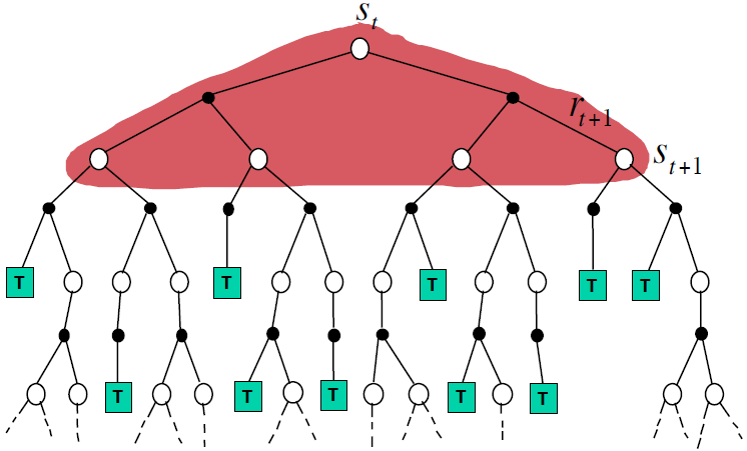 s_t
r_{t+1}
s_{t+1}
T T T T T
T T T T T